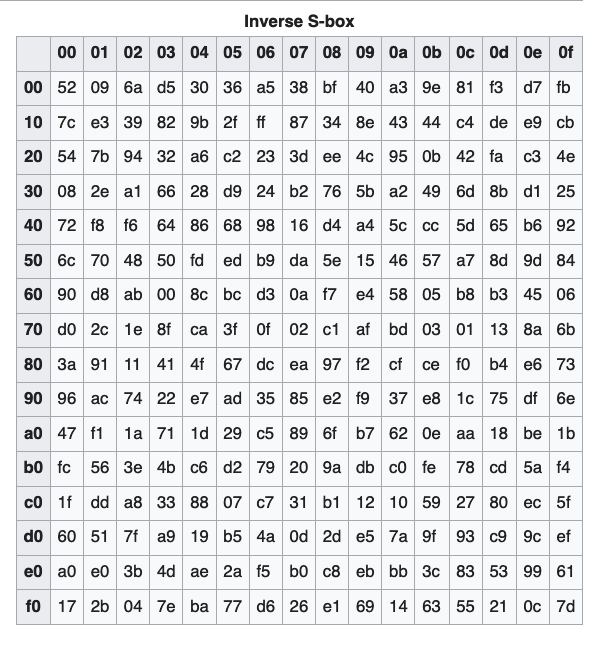 Inverse S-box
00 01 02 03 04 05 06 07 08 09 0a 0b 0c 0d 0e 0f
00 52 09 6a d5 30 36 a5 38 bf 40 a3 9e 81 f3 d7 fb
10 7c e3 39 82 9b 2f ff 87 34 8e 43 44 c4 de e9 cb
20 54 7b 94 32 a6 c2 23 3d ee 4c 95 0b 42 fa c3 4e
30 08 2e a1 66 28 d9 24 b2 76 5b a2 49 6d 8b d1 25
40 72 f8 f6 64 86 68 98 16 d4 a4 5c cc 5d 65 b6 92
50 6c 70 48 50 fd ed b9 da 5e 15 46 57 a7 8d 9d 84
60 90 d8 ab 00 8c bc d3 0a f7 e4 58 05 b8 b3 45 06
70 d0 2c 1e 8f ca 3f 0f 02 c1 af bd 03 01 13 8a 6b
80 3a 91 11 41 4f 67 dc ea 97 f2 cf ce f0 b4 e6 73
90 96 ac 74 22 e7 ad 35 85 e2 f9 37 e8 1c 75 df 6e
a0 47 f1 1a 71 1d 29 c5 89 6f b7 62 0e aa 18 be 1b
b0 fc 56 3e 4b c6 d2 79 20 9a db c0 fe 78 cd 5a f4
c0 1f dd a8 33 88 07 c7 31 b1 12 10 59 27 80 ec 5f
d0 60 51 7f a9 19 b5 4a 0d 2d e5 7a 9f 93 c9 9c ef
e0 a0 e0 3b 4d ae 2a f5 b0 c8 eb bb 3c 83 53 99 61
f0 17 2b 04 7e ba 77 d6 26 e1 69 14 63 55 21 0c 7d